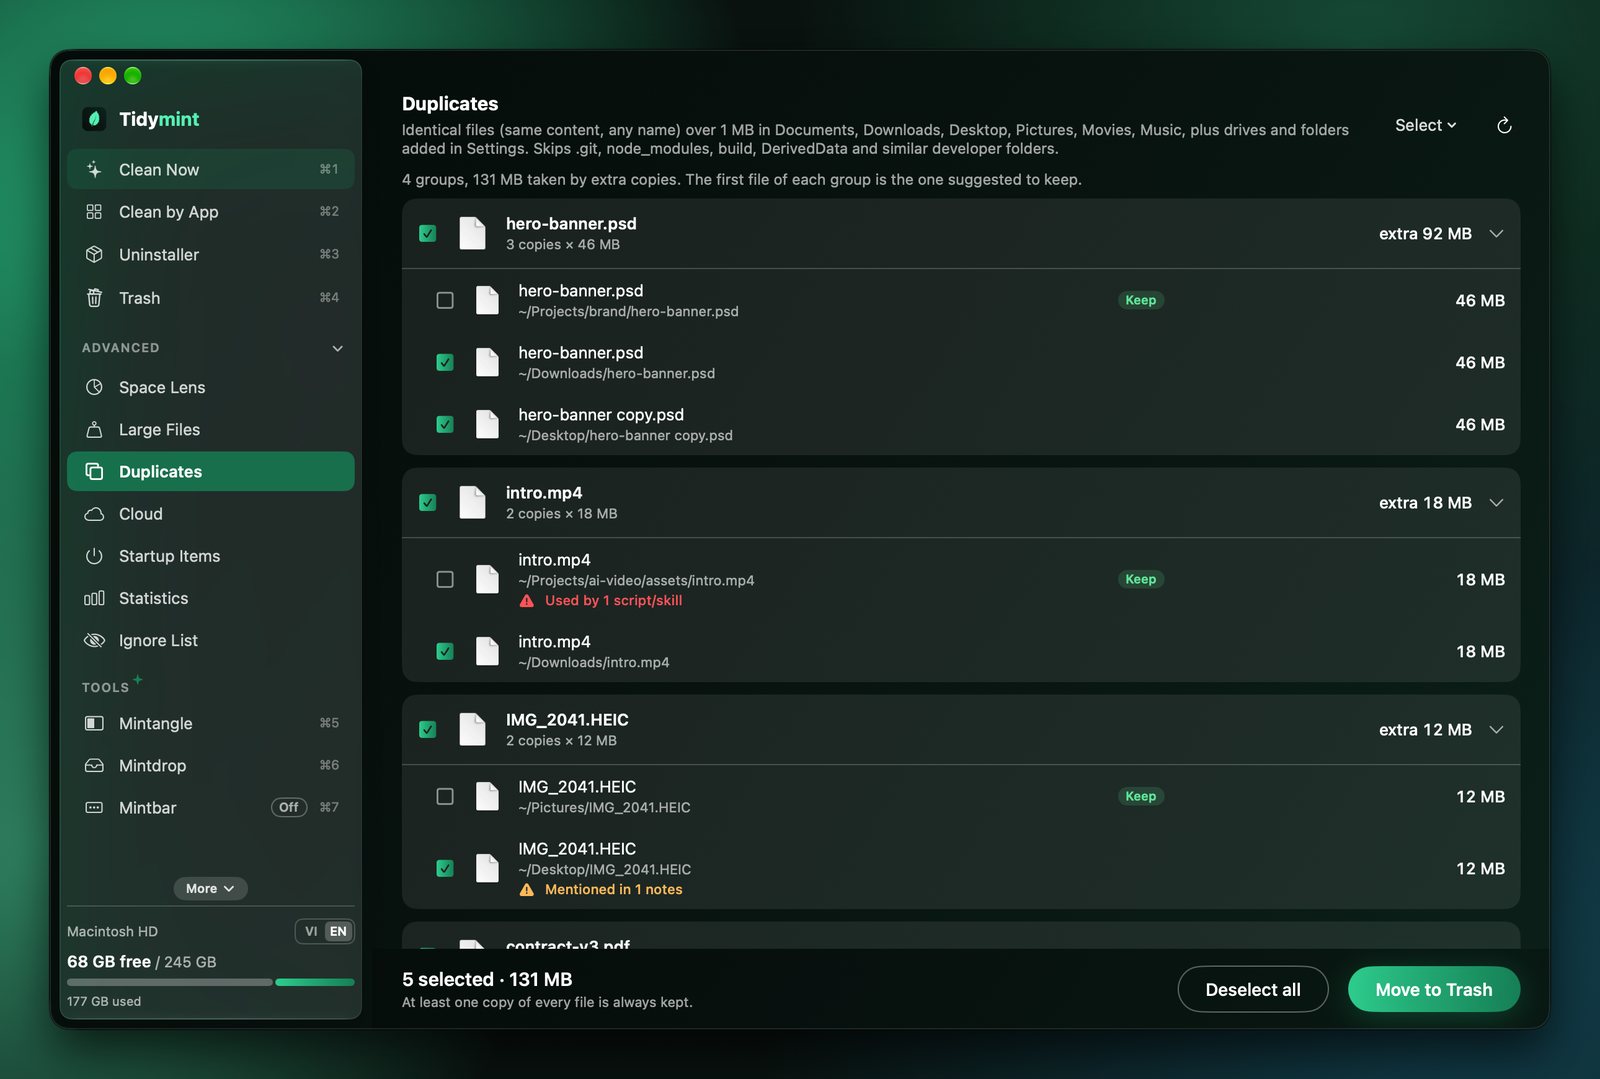 Tidymint
Clean Now ⌘1
Clean by App ⌘2
Uninstaller ⌘3
Trash ⌘4
ADVANCED
Space Lens
Large Files
Duplicates
Cloud
Startup Items
Statistics
Ignore List
TOOLS
Mintangle ⌘5
Mintdrop ⌘6
Mintbar Off ⌘7
More
Macintosh HD VI EN
68 GB free / 245 GB
177 GB used
Duplicates
Identical files (same content, any name) over 1 MB in Documents, Downloads, Desktop, Pictures, Movies, Music, plus drives and folders
added in Settings. Skips .git, node_modules, build, DerivedData and similar developer folders.
Select
4 groups, 131 MB taken by extra copies. The first file of each group is the one suggested to keep.
hero-banner.psd
3 copies × 46 MB
extra 92 MB
hero-banner.psd
~/Projects/brand/hero-banner.psd
Keep
46 MB
hero-banner.psd
~/Downloads/hero-banner.psd
46 MB
hero-banner copy.psd
~/Desktop/hero-banner copy.psd
46 MB
intro.mp4
2 copies × 18 MB
extra 18 MB
intro.mp4
~/Projects/ai-video/assets/intro.mp4
Used by 1 script/skill
Keep
18 MB
intro.mp4
~/Downloads/intro.mp4
18 MB
IMG_2041.HEIC
2 copies × 12 MB
extra 12 MB
IMG_2041.HEIC
~/Pictures/IMG_2041.HEIC
Keep
12 MB
IMG_2041.HEIC
~/Desktop/IMG_2041.HEIC
Mentioned in 1 notes
12 MB
contract-v3.pdf
5 selected · 131 MB
At least one copy of every file is always kept.
Deselect all
Move to Trash